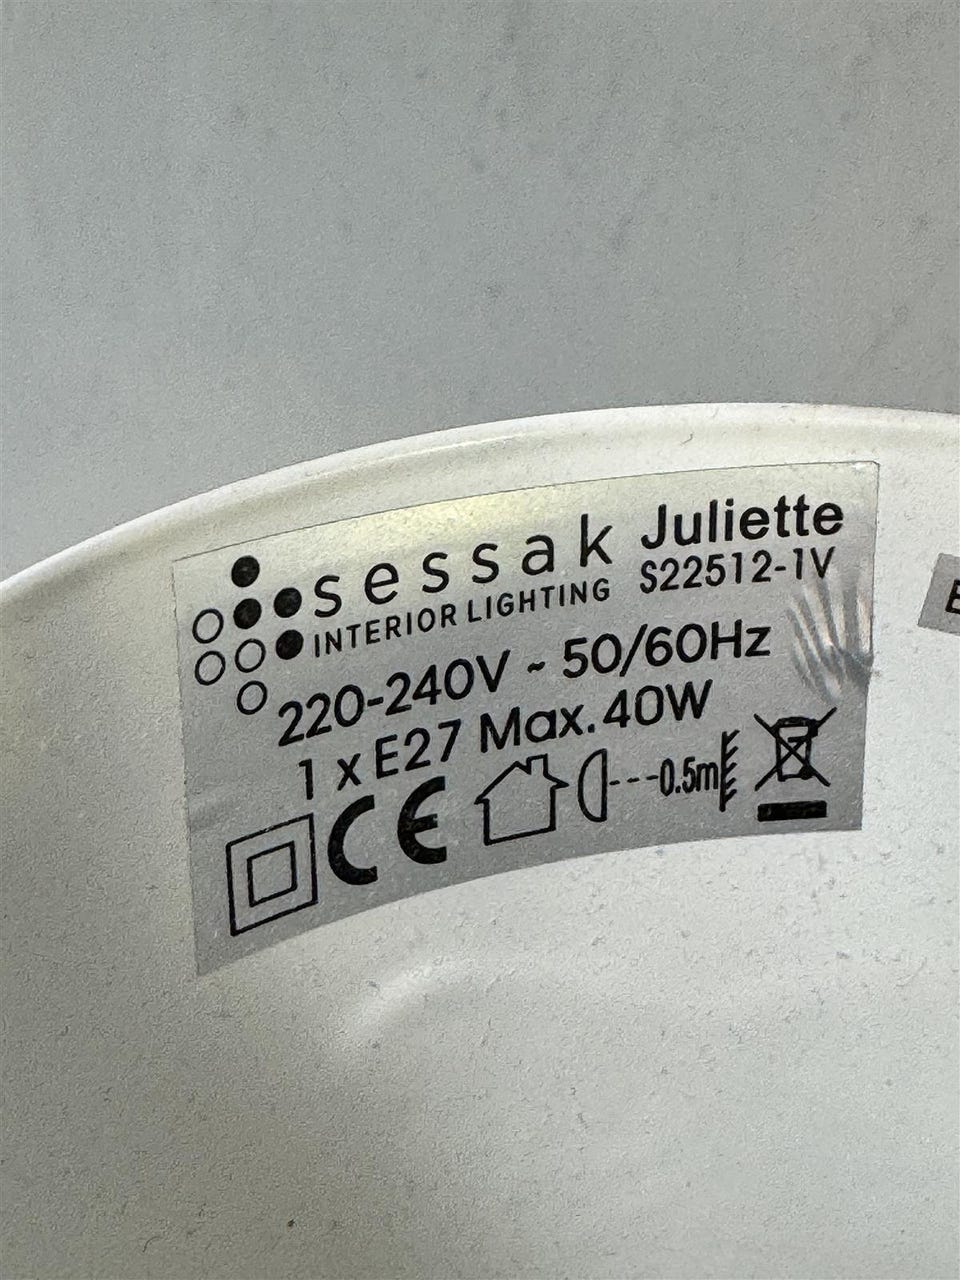 sessak
INTERIOR LIGHTING
Juliette
S22512-1V
220-240V ~ 50/60Hz
1 x E27 Max. 40W
CE
0.5m